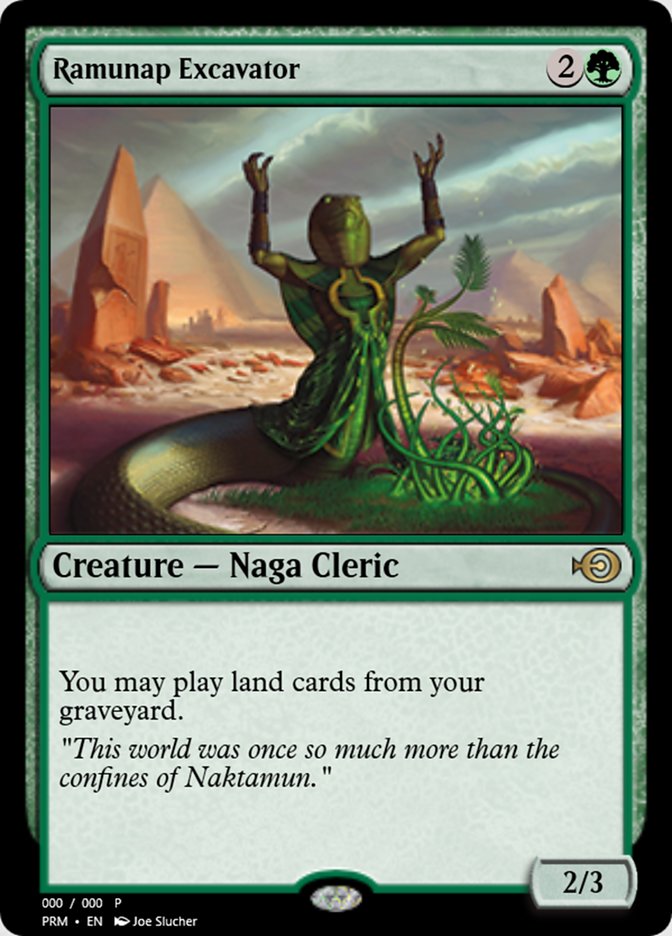 Ramunap Excavator 2
Creature — Naga Cleric
You may play land cards from your
graveyard.
"This world was once so much more than the
confines of Naktamun."
2/3
000 / 000 P
PRM • EN Joe Slucher